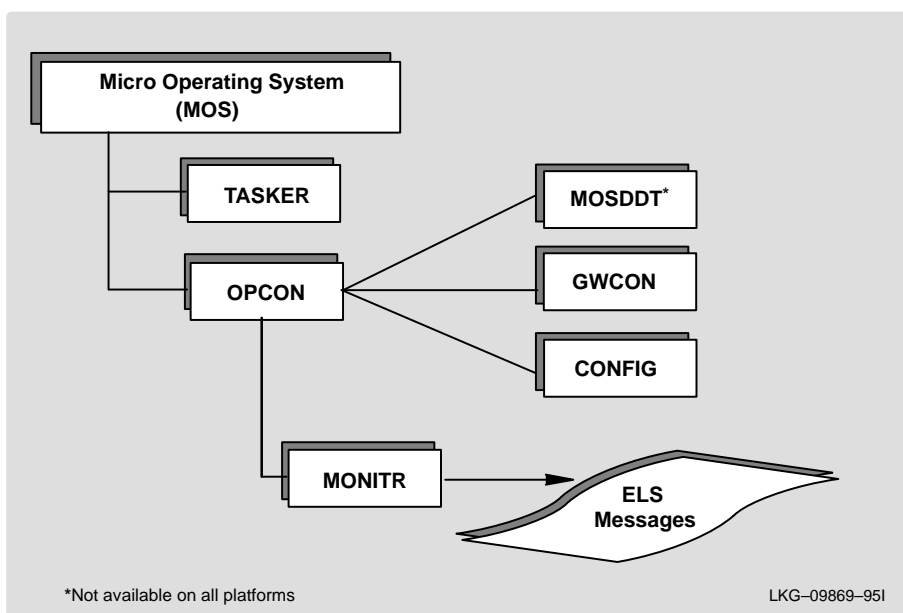 Micro Operating System
(MOS)
TASKER
MOSDDT*
OPCON
GWCON
CONFIG
MONITR
ELS
Messages
*Not available on all platforms
LKG–09869–95I